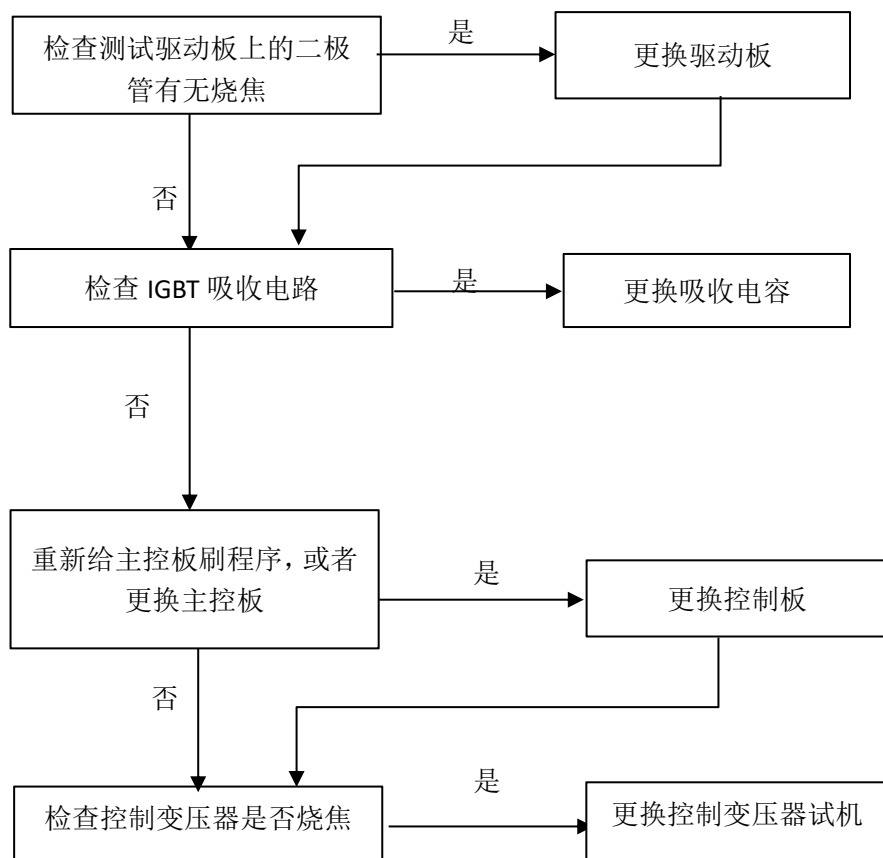 检查测试驱动板上的二极
管有无烧焦
是
更换驱动板
否
检查 IGBT 吸收电路
是
更换吸收电容
否
重新给主控板刷程序，或者
更换主控板
是
更换控制板
否
检查控制变压器是否烧焦
是
更换控制变压器试机